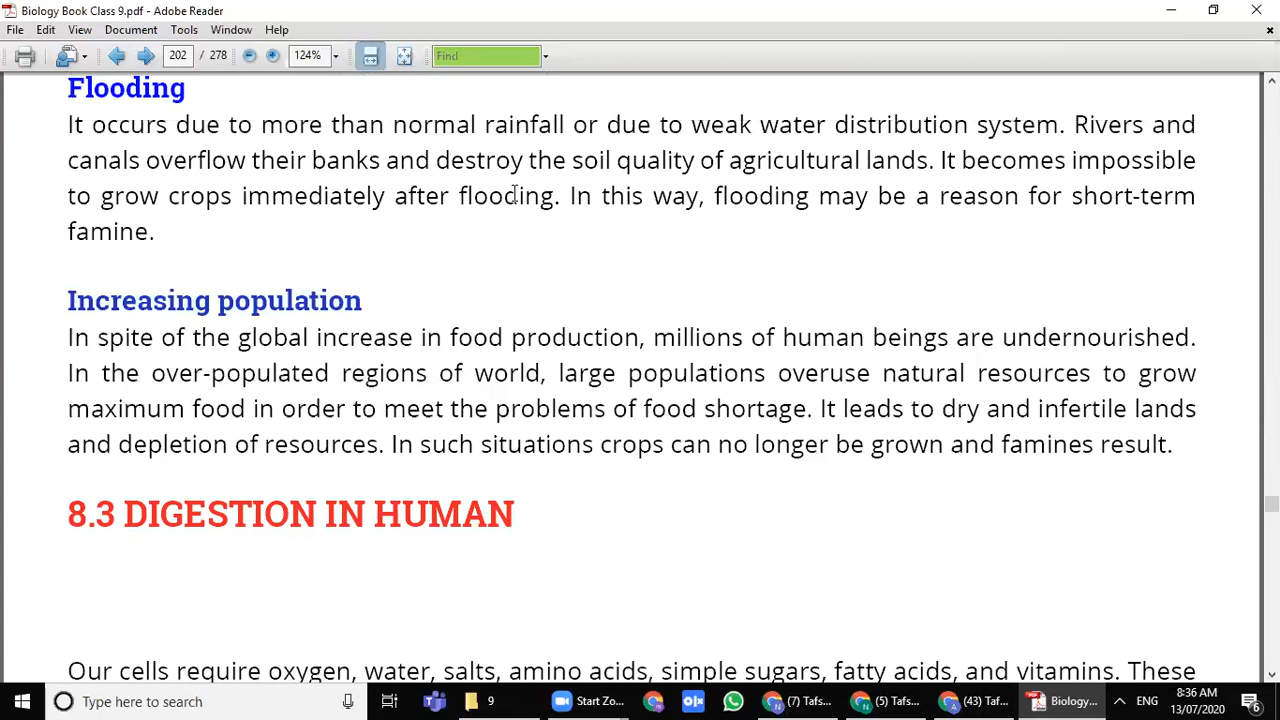 Biology Book Class 9.pdf - Adobe Reader
File Edit View Document Tools Window Help
202 / 278 124% Find
Flooding
It occurs due to more than normal rainfall or due to weak water distribution system. Rivers and
canals overflow their banks and destroy the soil quality of agricultural lands. It becomes impossible
to grow crops immediately after flooding. In this way, flooding may be a reason for short-term
famine.
Increasing population
In spite of the global increase in food production, millions of human beings are undernourished.
In the over-populated regions of world, large populations overuse natural resources to grow
maximum food in order to meet the problems of food shortage. It leads to dry and infertile lands
and depletion of resources. In such situations crops can no longer be grown and famines result.
8.3 DIGESTION IN HUMAN
Our cells require oxygen, water, salts, amino acids, simple sugars, fatty acids, and vitamins. These
Type here to search 9 Start Zo... (7) Tafs... (5) Tafs... (43) Taf... Biology... ENG 8:36 AM
13/07/2020 6